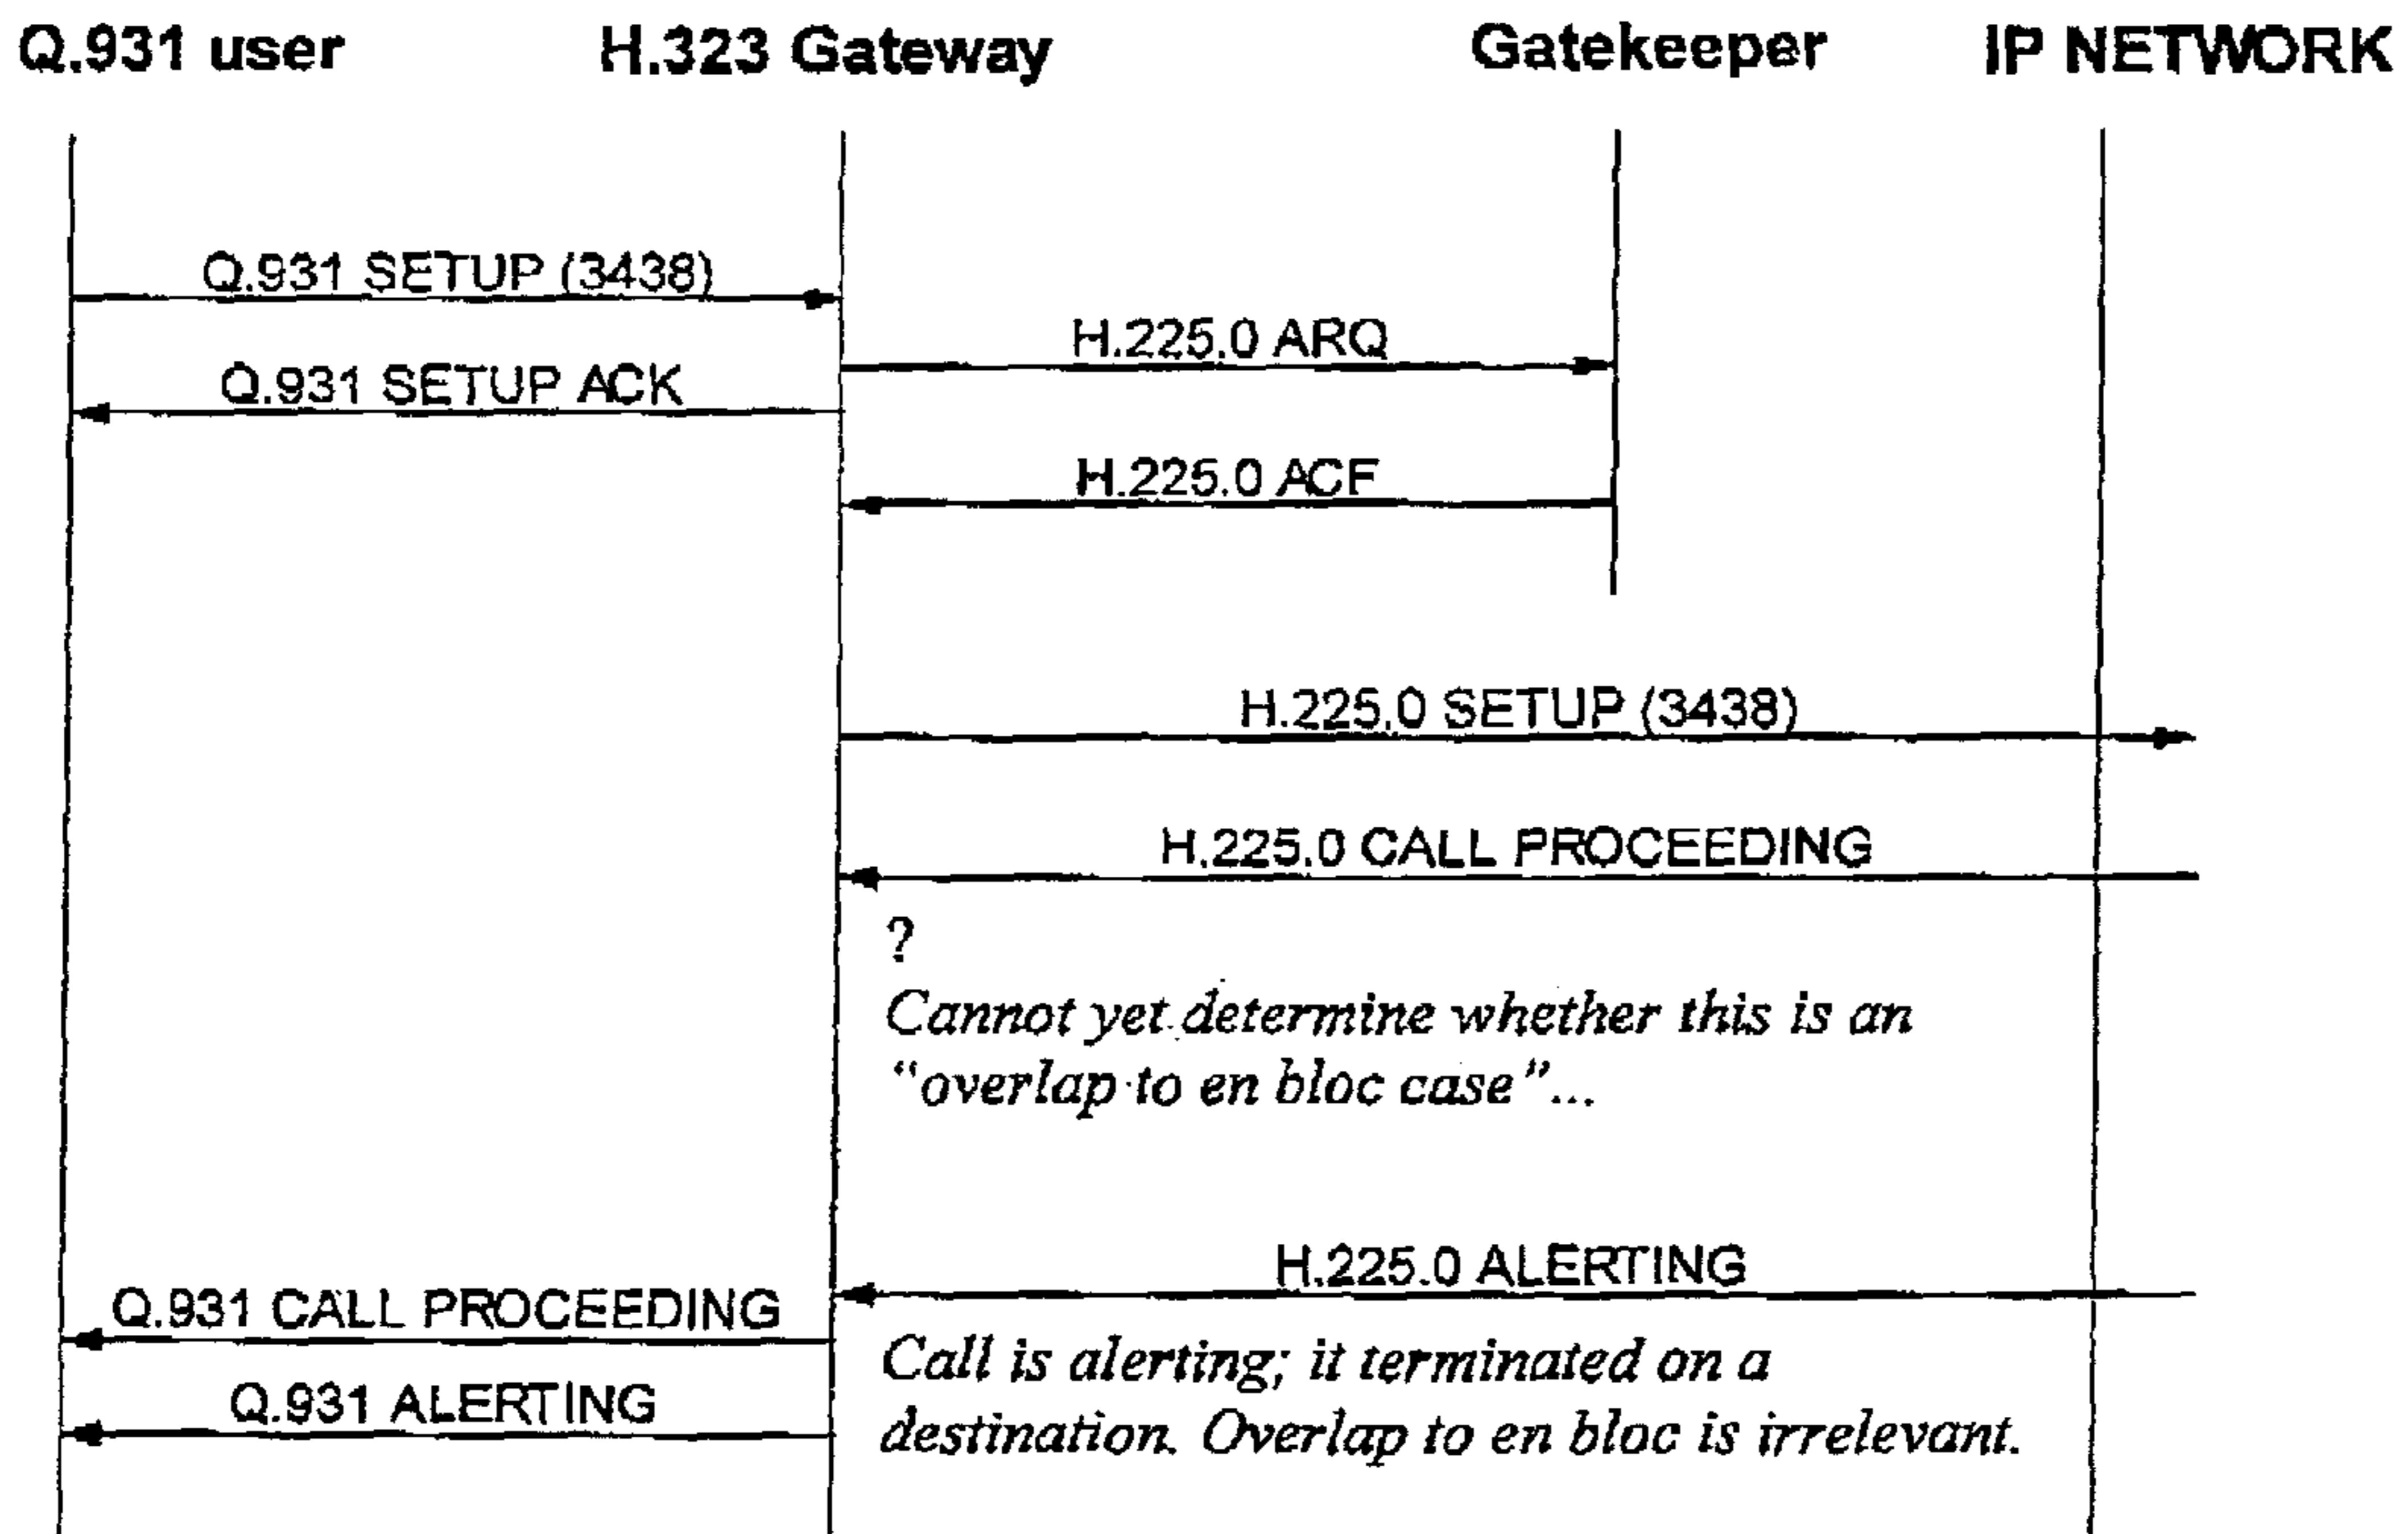 Q.931 user H.323 Gateway Gatekeeper IP NETWORK
Q.931 SETUP (3438)
H.225.0 ARQ
Q.931 SETUP ACK
H.225.0 ACF
H.225.0 SETUP (3438)
H.225.0 CALL PROCEEDING
?
Cannot yet determine whether this is an
“overlap to en bloc case”...
H.225.0 ALERTING
Q.931 CALL PROCEEDING
Call is alerting; it terminated on a
Q.931 ALERTING
destination. Overlap to en bloc is irrelevant.